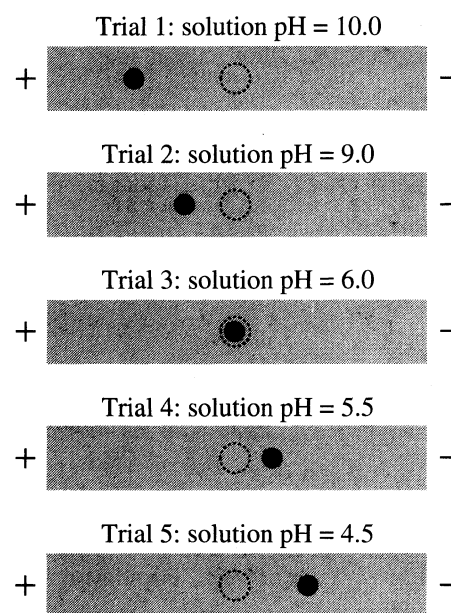 Trial 1: solution pH = 10.0
+ −
Trial 2: solution pH = 9.0
+ −
Trial 3: solution pH = 6.0
+ −
Trial 4: solution pH = 5.5
+ −
Trial 5: solution pH = 4.5
+ −